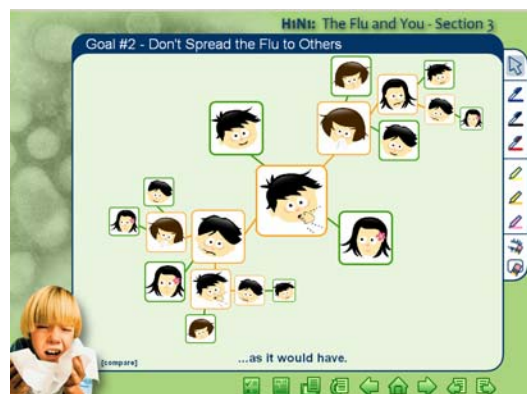 H1N1: The Flu and You - Section 3
Goal #2 - Don't Spread the Flu to Others
[compare]
...as it would have.